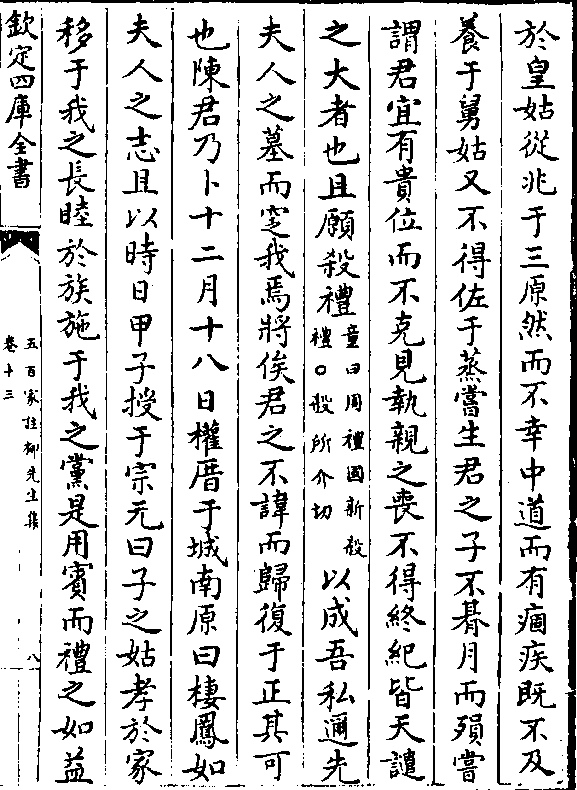 於皇姑從兆于三原然而不幸中道而有痼疾既不及
養于舅姑又不得佐于蒸嘗生君之子不朞月而殞嘗
謂君宜有貴位而不克見執親之喪不得終紀皆天譴
之大者也且願殺禮童曰周禮國新殺禮○殺所介切以成吾私邇先
夫人之墓而窆我焉將俟君之不諱而歸復于正其可
也陳君乃卜十二月十八日權厝于城南原曰棲鳳如
夫人之志且以時日甲子授于宗元曰子之姑孝於家
移于我之長睦於族施于我之黨是用賓而禮之如益
欽定四庫全書
五百家註柳先生集
卷十三
八